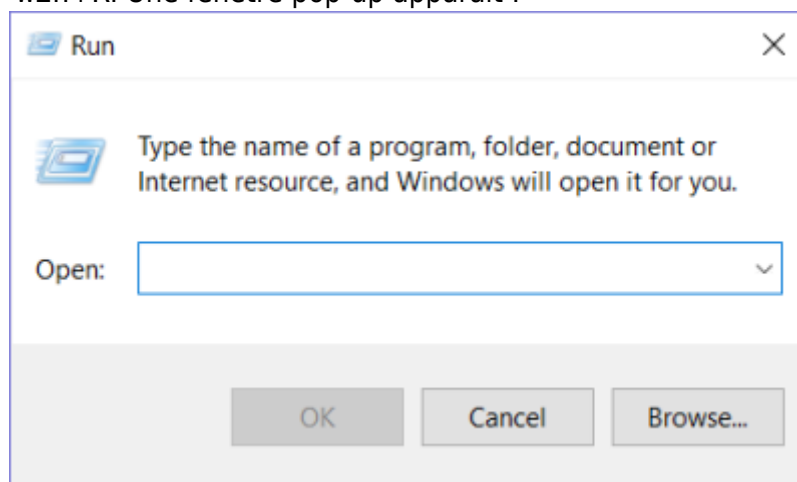 Run
Type the name of a program, folder, document or
Internet resource, and Windows will open it for you.
Open:
OK
Cancel
Browse...